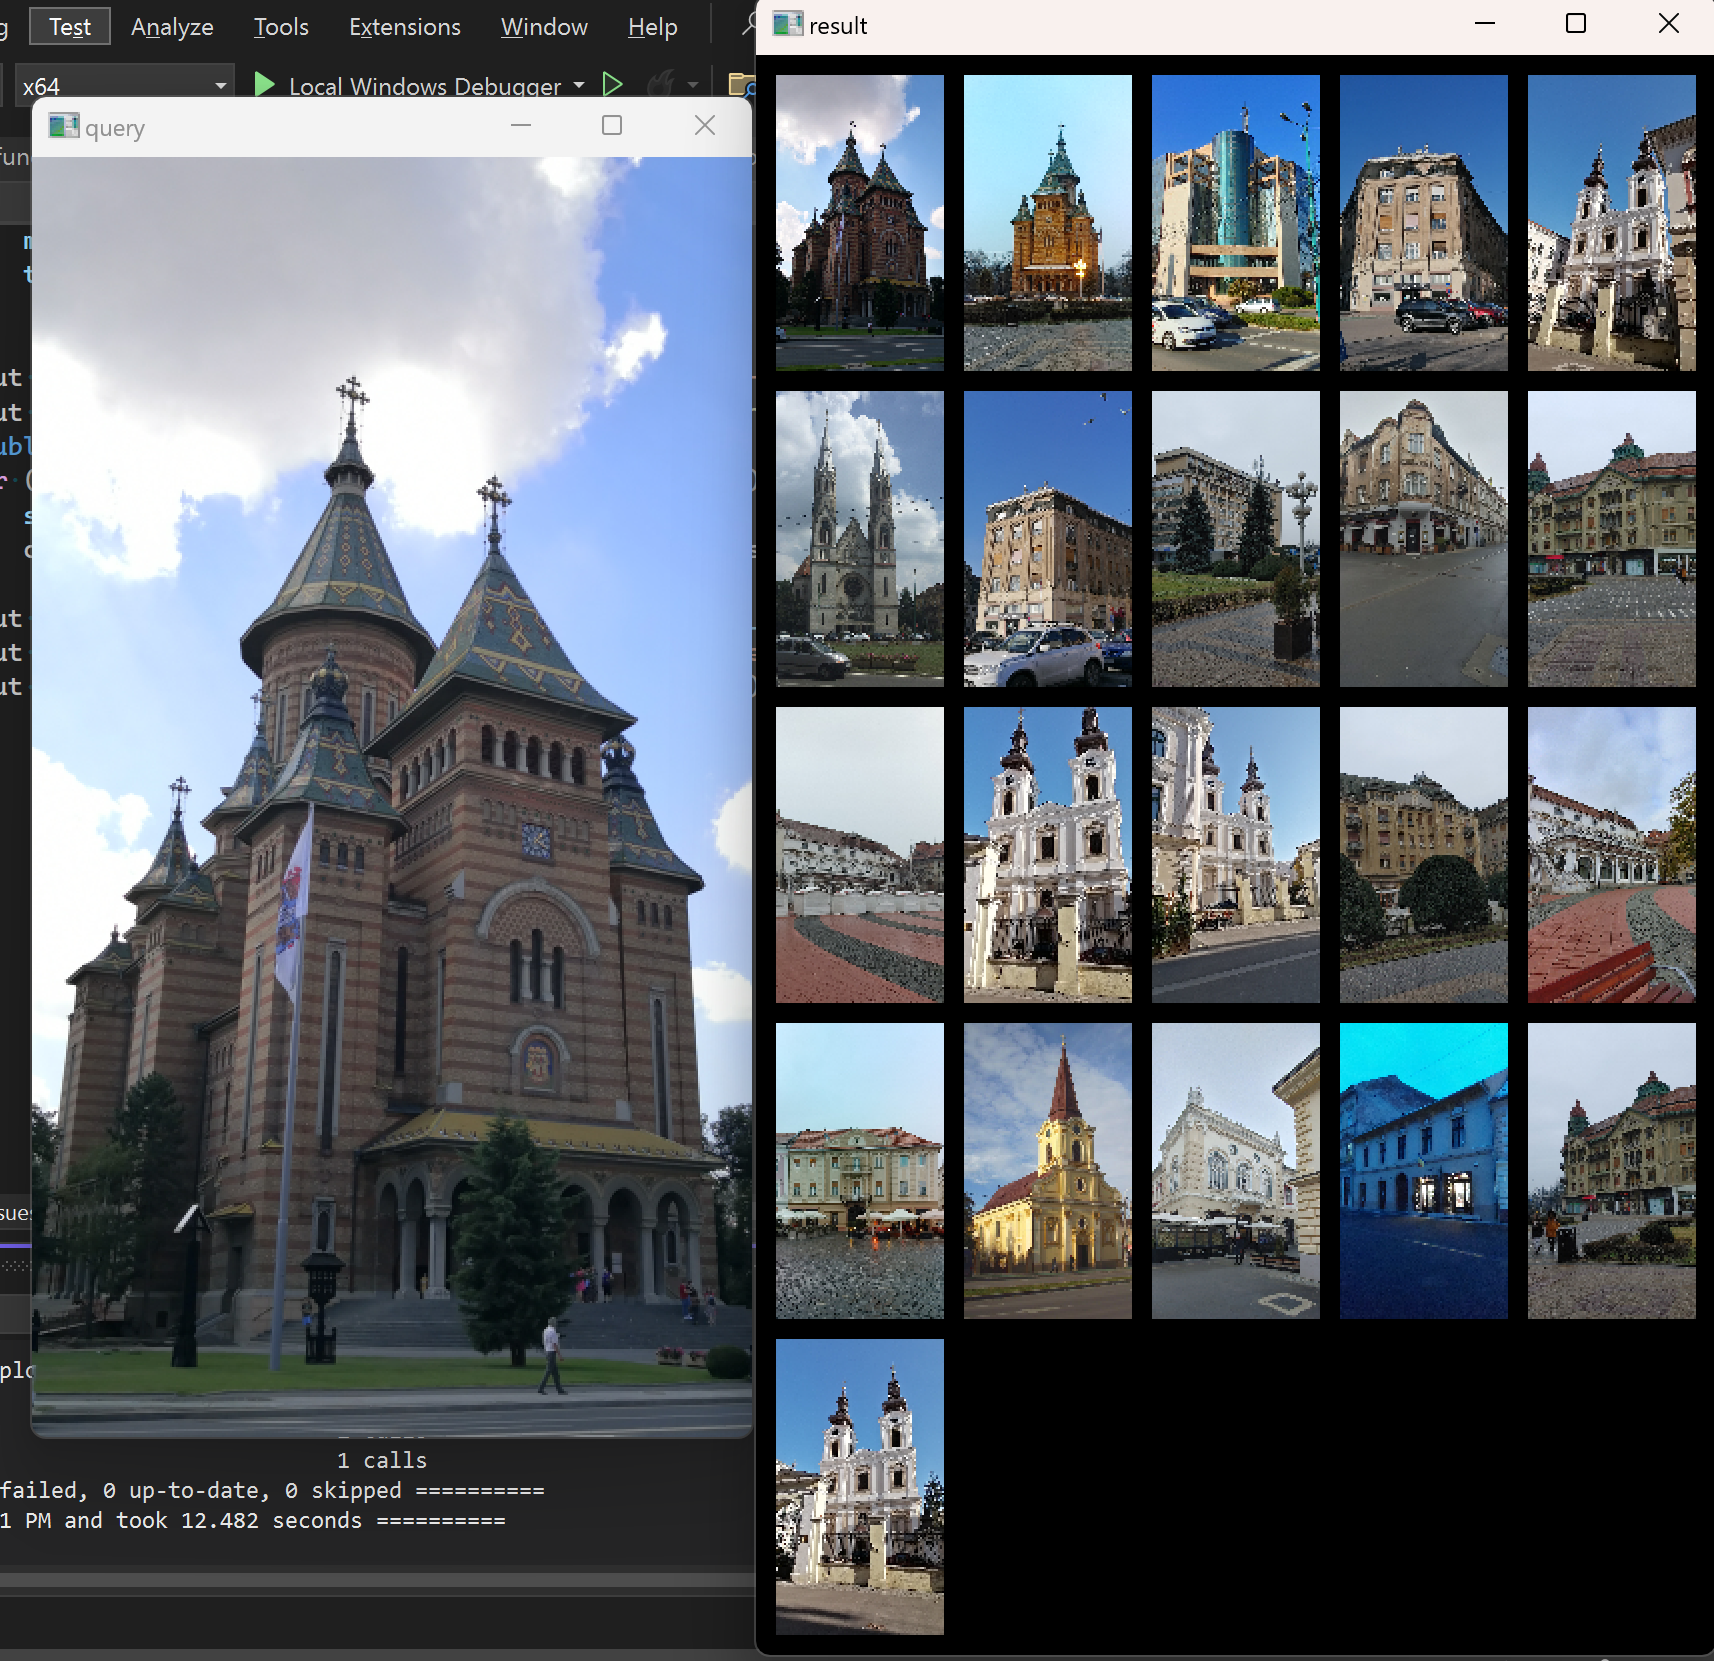 Test Analyze Tools Extensions Window Help
x64
Local Windows Debugger
query
result
1 calls
failed, 0 up-to-date, 0 skipped ==========
1 PM and took 12.482 seconds ==========